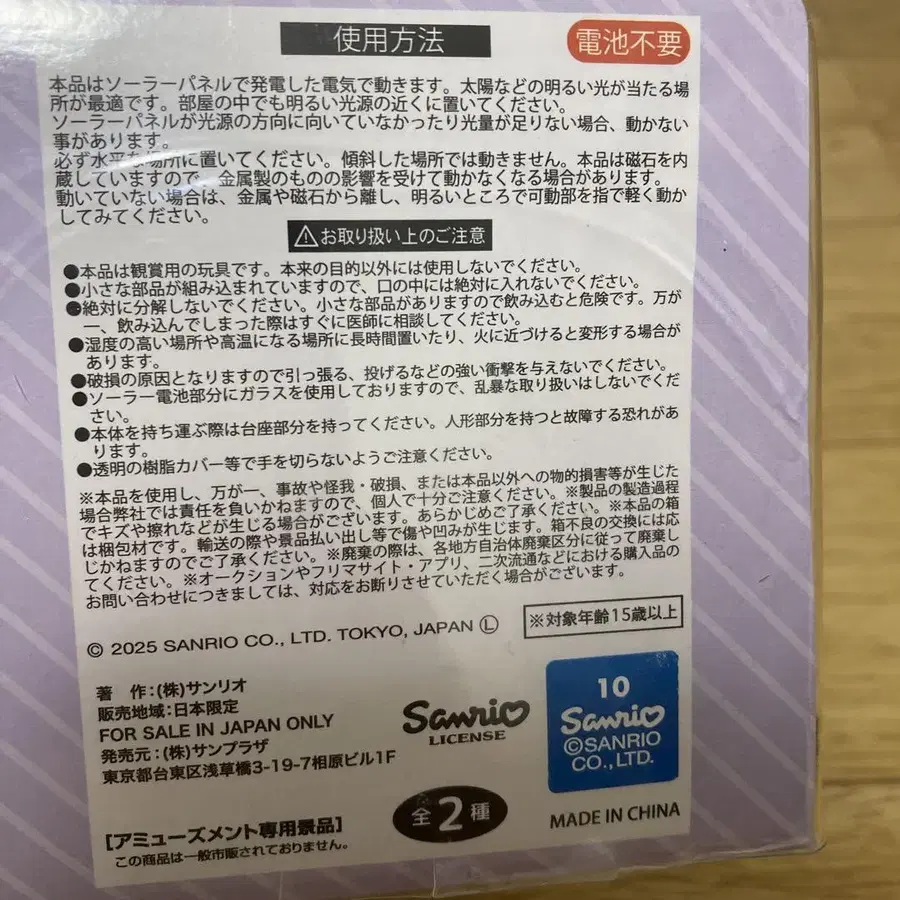 使用方法
電池不要
本品はソーラーパネルで発電した電気で動きます。太陽などの明るい光が当たる場
所が最適です。部屋の中でも明るい光源の近くに置いてください。
ソーラーパネルが光源の方向に向いていなかったり光量が足りない場合、動かない
事があります。
必ず水平な場所に置いてください。傾斜した場所では動きません。本品は磁石を内
蔵していますので、金属製のものの影響を受けて動かなくなる場合があります。
動いていない場合は、金属や磁石から離し、明るいところで可動部を指で軽く動か
してみてください。
⚠お取り扱い上のご注意
●本品は観賞用の玩具です。本来の目的以外には使用しないでください。
●小さな部品が組み込まれていますので、口の中には絶対に入れないでください。
●絶対に分解しないでください。小さな部品がありますので飲み込むと危険です。万が
一、飲み込んでしまった際はすぐに医師に相談してください。
●湿度の高い場所や高温になる場所に長時間置いたり、火に近づけると変形する場合が
あります。
●破損の原因となりますので引っ張る、投げるなどの強い衝撃を与えないでください。
●ソーラー電池部分にガラスを使用しておりますので、乱暴な取り扱いはしないでくだ
さい。
●本体を持ち運ぶ際は台座部分を持ってください。人形部分を持つと故障する恐れがあ
ります。
●透明の樹脂カバー等で手を切らないようご注意ください。
※本品を使用し、万が一、事故や怪我・破損、または本品以外への物的損害等が生じた
場合弊社では責任を負いかねますので、個人で十分ご注意ください。※製品の製造過程
でキズや擦れなどが生じる場合がございます。あらかじめご了承ください。※本品の箱
は梱包材です。輸送の際や景品払い出し等で傷や凹みが生じます。箱不良の交換には応
じかねますのでご了承ください。※廃棄の際は、各地方自治体廃棄区分に従って廃棄し
てください。※オークションやフリマサイト・アプリ、二次流通などにおける購入品の
お問い合わせにつきましては、対応をお断りさせていただく場合がございます。
© 2025 SANRIO CO., LTD. TOKYO, JAPAN Ⓛ
※対象年齢15歳以上
著　作：(株)サンリオ
販売地域：日本限定
FOR SALE IN JAPAN ONLY
発売元：(株)サンプラザ
東京都台東区浅草橋3-19-7相原ビル1F
Sanrio
LICENSE
10
Sanrio
©SANRIO
CO.,LTD.
[アミューズメント専用景品]
この商品は一般市販されておりません。
全2種
MADE IN CHINA